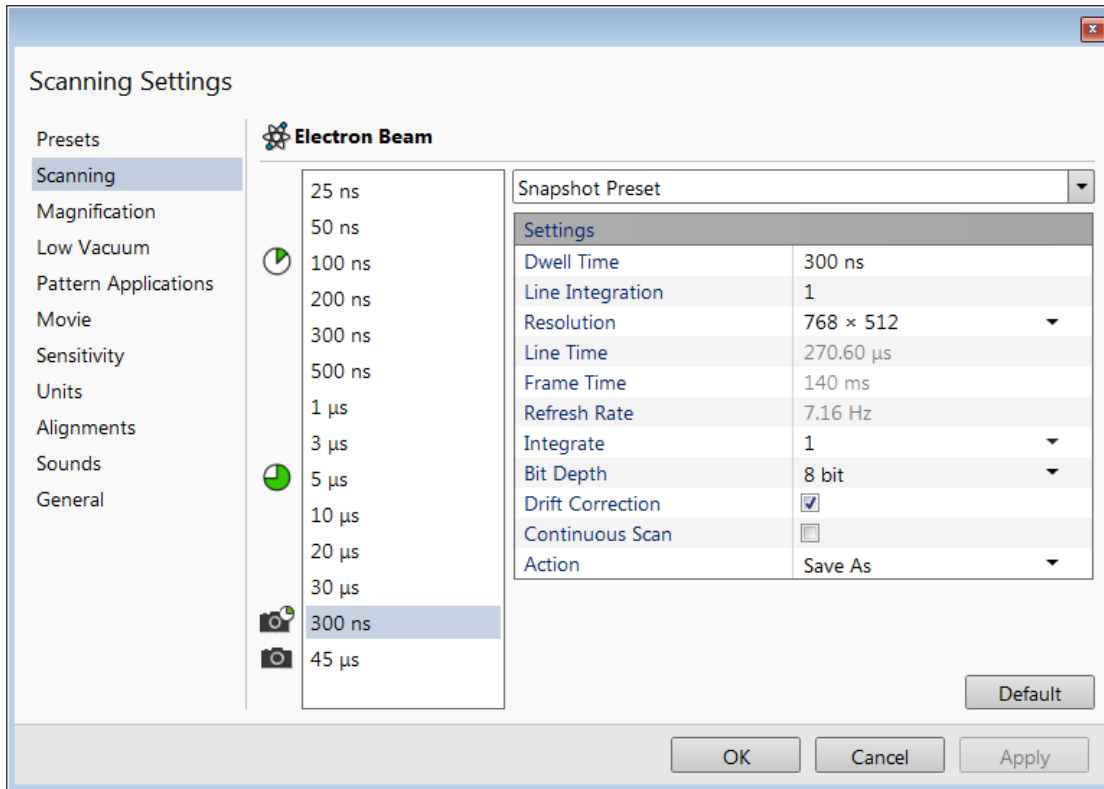 Scanning Settings
Presets
Scanning
Magnification
Low Vacuum
Pattern Applications
Movie
Sensitivity
Units
Alignments
Sounds
General
Electron Beam
25 ns
50 ns
100 ns
200 ns
300 ns
500 ns
1 µs
3 µs
5 µs
10 µs
20 µs
30 µs
300 ns
45 µs
Snapshot Preset
Settings
Dwell Time 300 ns
Line Integration 1
Resolution 768 × 512
Line Time 270.60 µs
Frame Time 140 ms
Refresh Rate 7.16 Hz
Integrate 1
Bit Depth 8 bit
Drift Correction
Continuous Scan
Action Save As
Default
OK Cancel Apply